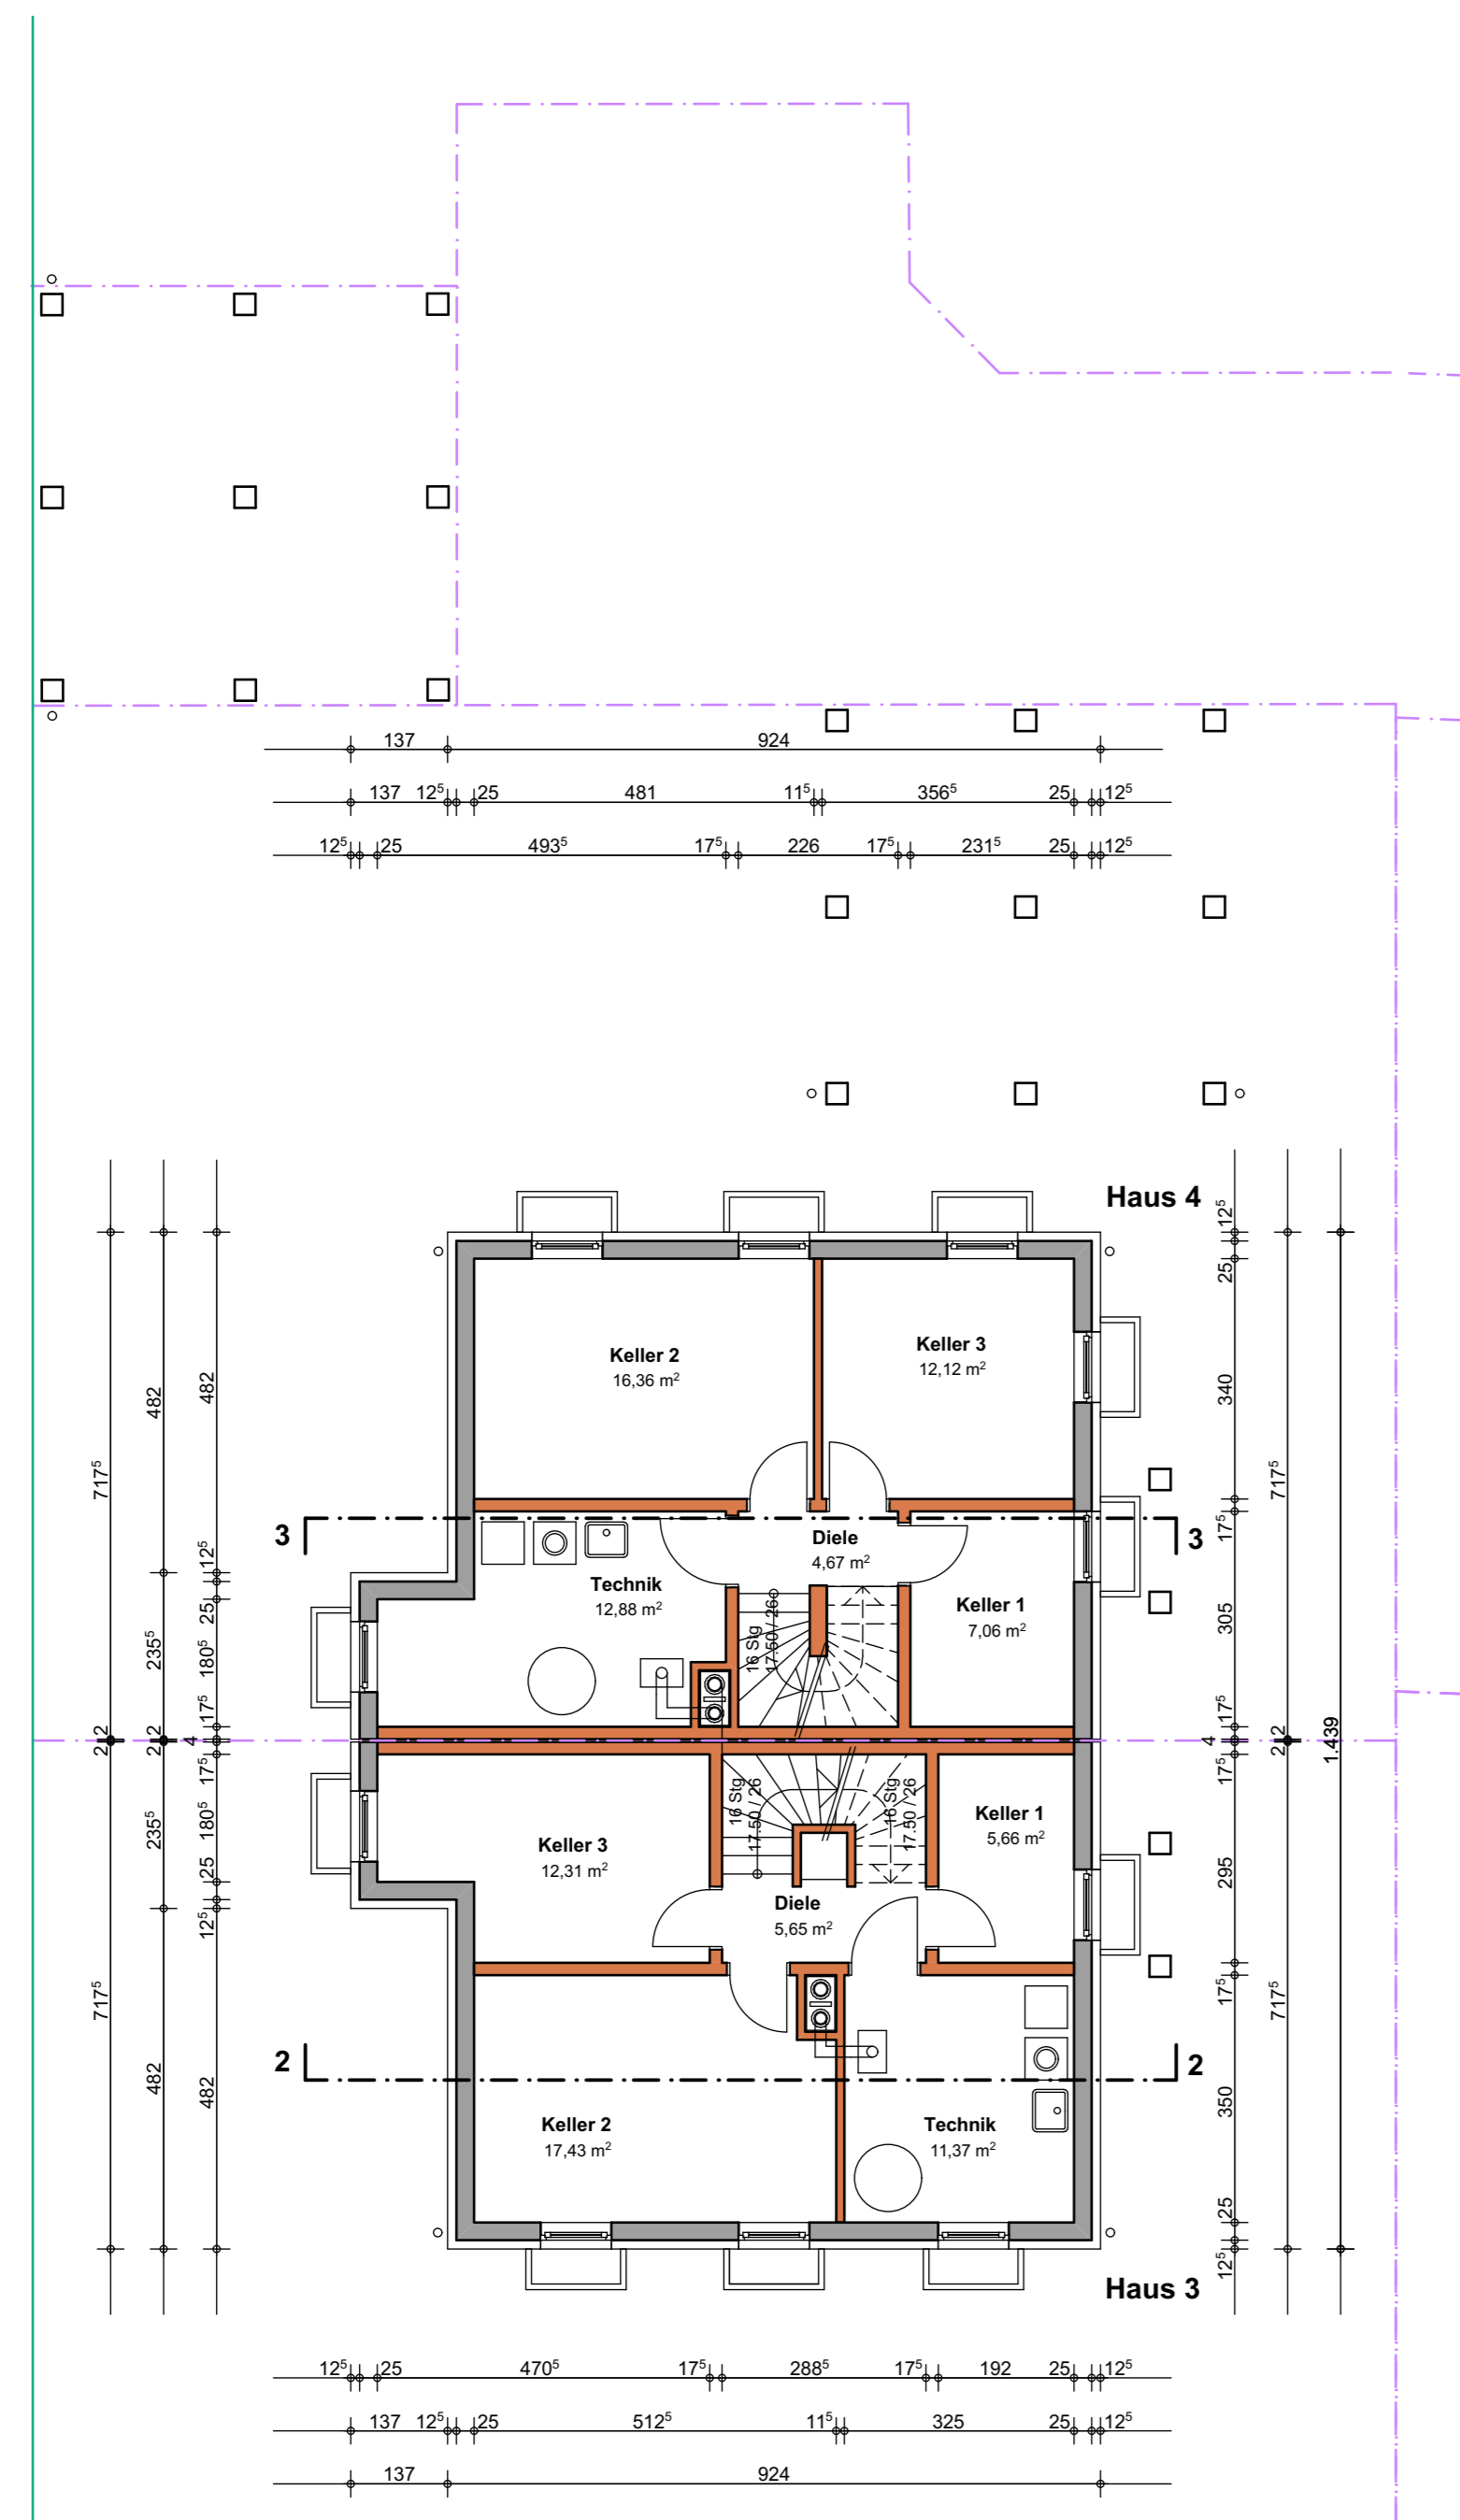 137 924
137 12⁵ 25 481 11⁵ 356⁵ 25 12⁵
12⁵ 25 493⁵ 17⁵ 226 17⁵ 231⁵ 25 12⁵
Haus 4
717⁵
482
235⁵
2 2
2 2
235⁵
482
717⁵
482
12⁵
25
180⁵
17⁵
4
17⁵
180⁵
25
12⁵
482
Keller 2
16,36 m²
Keller 3
12,12 m²
3
3
Diele
4,67 m²
Technik
12,88 m²
Keller 1
7,06 m²
16 Stg
17.50 / 26
16 Stg
17.50 / 26
16 Stg
17.50 / 26
Keller 1
5,66 m²
Keller 3
12,31 m²
Diele
5,65 m²
2
2
Keller 2
17,43 m²
Technik
11,37 m²
12⁵
25
340
17⁵
305
17⁵
4
17⁵
295
17⁵
350
25
12⁵
717⁵
2 2
717⁵
1.439
Haus 3
12⁵ 25 470⁵ 17⁵ 288⁵ 17⁵ 192 25 12⁵
137 12⁵ 25 512⁵ 11⁵ 325 25 12⁵
137 924